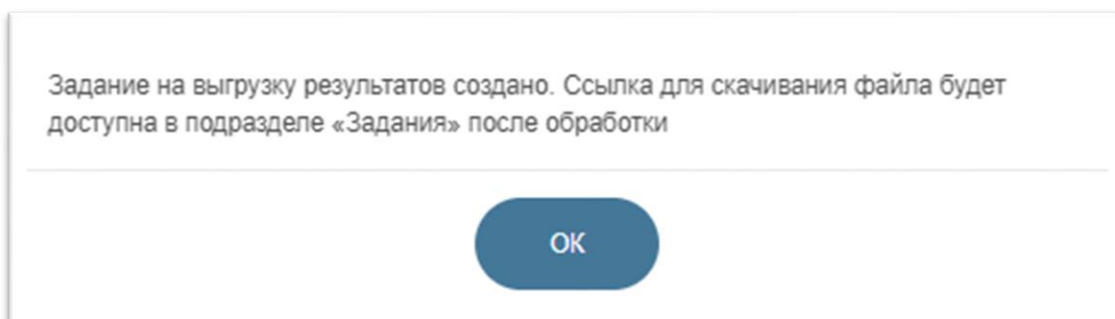 Задание на выгрузку результатов создано. Ссылка для скачивания файла будет
доступна в подразделе «Задания» после обработки
ОК